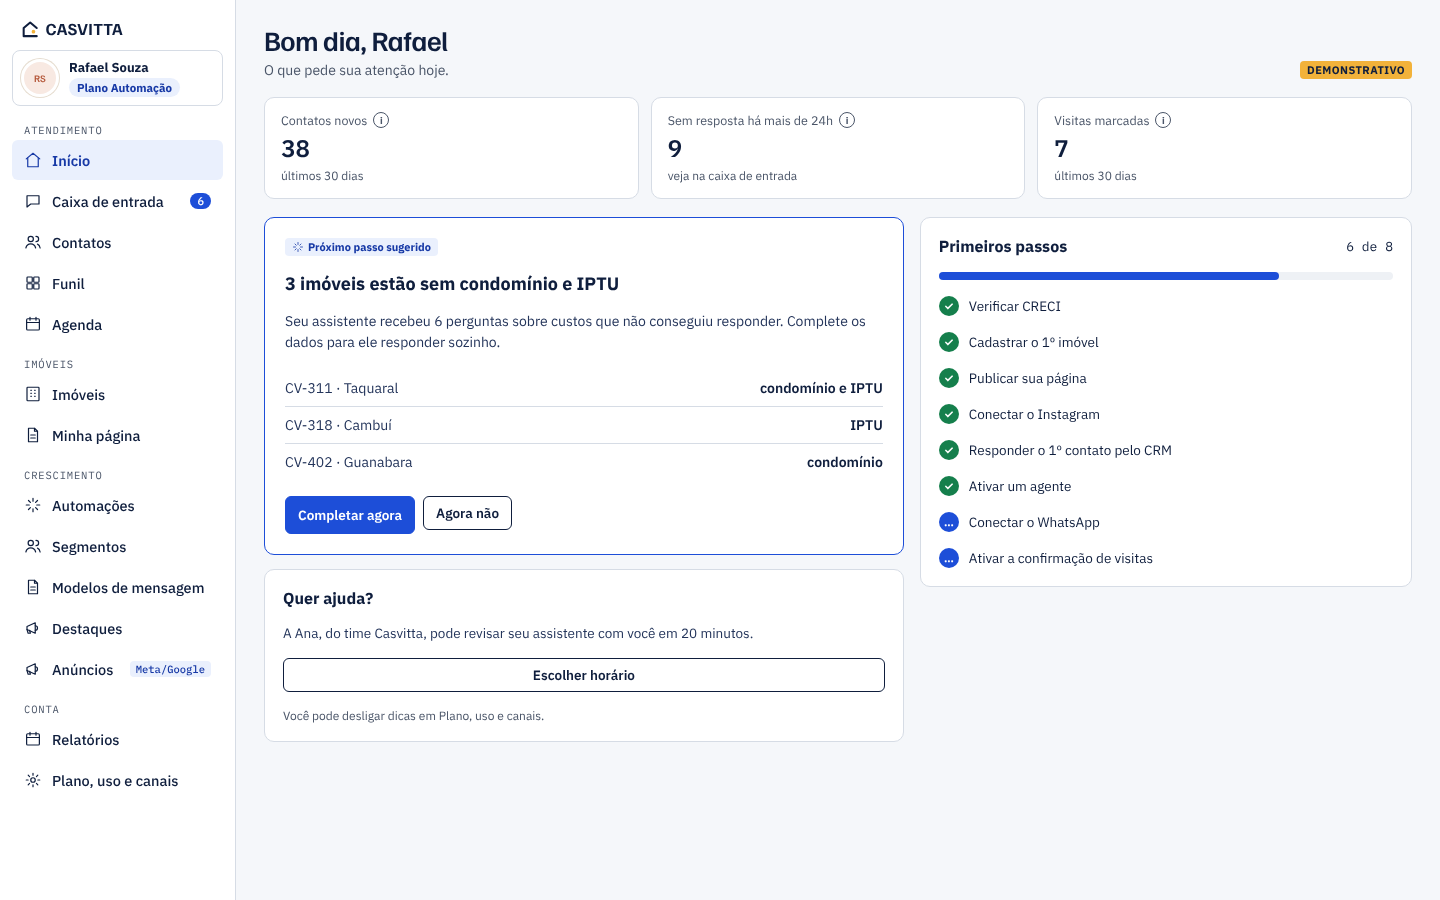 CASVITTA
RS
Rafael Souza
Plano Automação
ATENDIMENTO
Início
Caixa de entrada 6
Contatos
Funil
Agenda
IMÓVEIS
Imóveis
Minha página
CRESCIMENTO
Automações
Segmentos
Modelos de mensagem
Destaques
Anúncios Meta/Google
CONTA
Relatórios
Plano, uso e canais
Bom dia, Rafael
O que pede sua atenção hoje.
DEMONSTRATIVO
Contatos novos i
38
últimos 30 dias
Sem resposta há mais de 24h i
9
veja na caixa de entrada
Visitas marcadas i
7
últimos 30 dias
Próximo passo sugerido
3 imóveis estão sem condomínio e IPTU
Seu assistente recebeu 6 perguntas sobre custos que não conseguiu responder. Complete os
dados para ele responder sozinho.
CV-311 · Taquaral condomínio e IPTU
CV-318 · Cambuí IPTU
CV-402 · Guanabara condomínio
Completar agora
Agora não
Quer ajuda?
A Ana, do time Casvitta, pode revisar seu assistente com você em 20 minutos.
Escolher horário
Você pode desligar dicas em Plano, uso e canais.
Primeiros passos 6 de 8
Verificar CRECI
Cadastrar o 1º imóvel
Publicar sua página
Conectar o Instagram
Responder o 1º contato pelo CRM
Ativar um agente
... Conectar o WhatsApp
... Ativar a confirmação de visitas